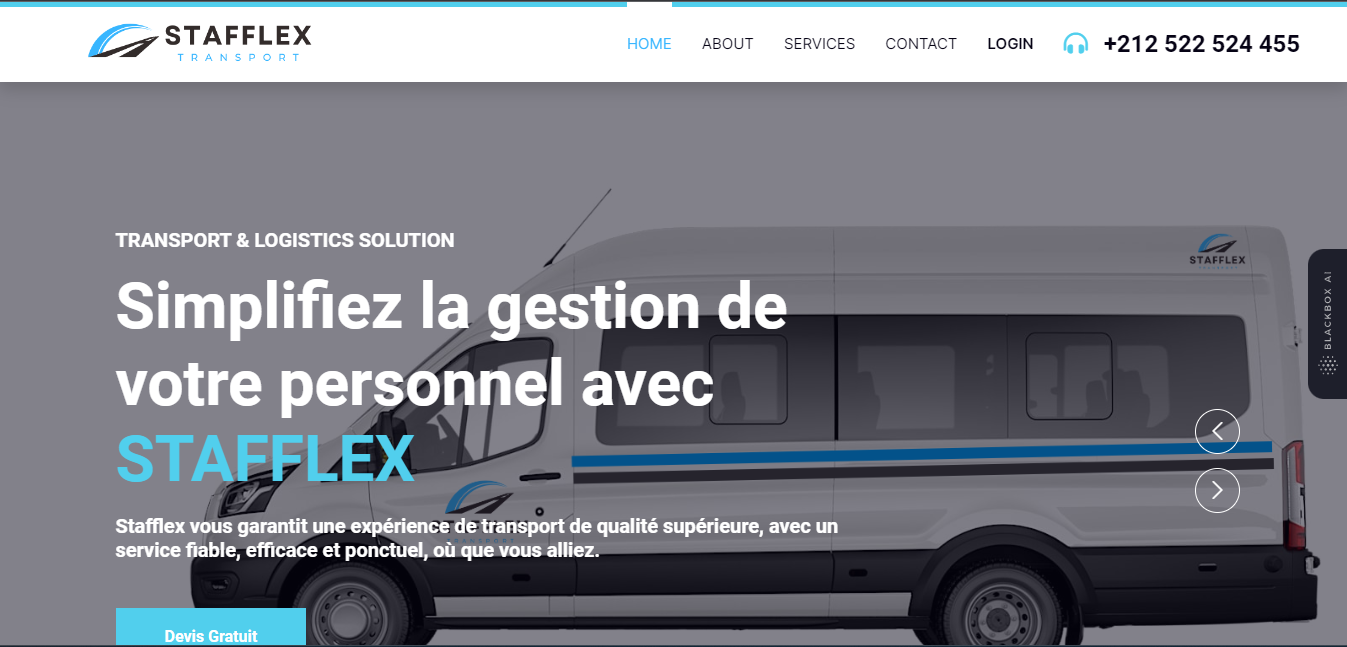 STAFFLEX
TRANSPORT
HOME ABOUT SERVICES CONTACT LOGIN +212 522 524 455
TRANSPORT & LOGISTICS SOLUTION
STAFFLEX
Simplifiez la gestion de
votre personnel avec
STAFFLEX
BLACKBOX AI
Stafflex vous garantit une expérience de transport de qualité supérieure, avec un
service fiable, efficace et ponctuel, où que vous alliez.
Devis Gratuit